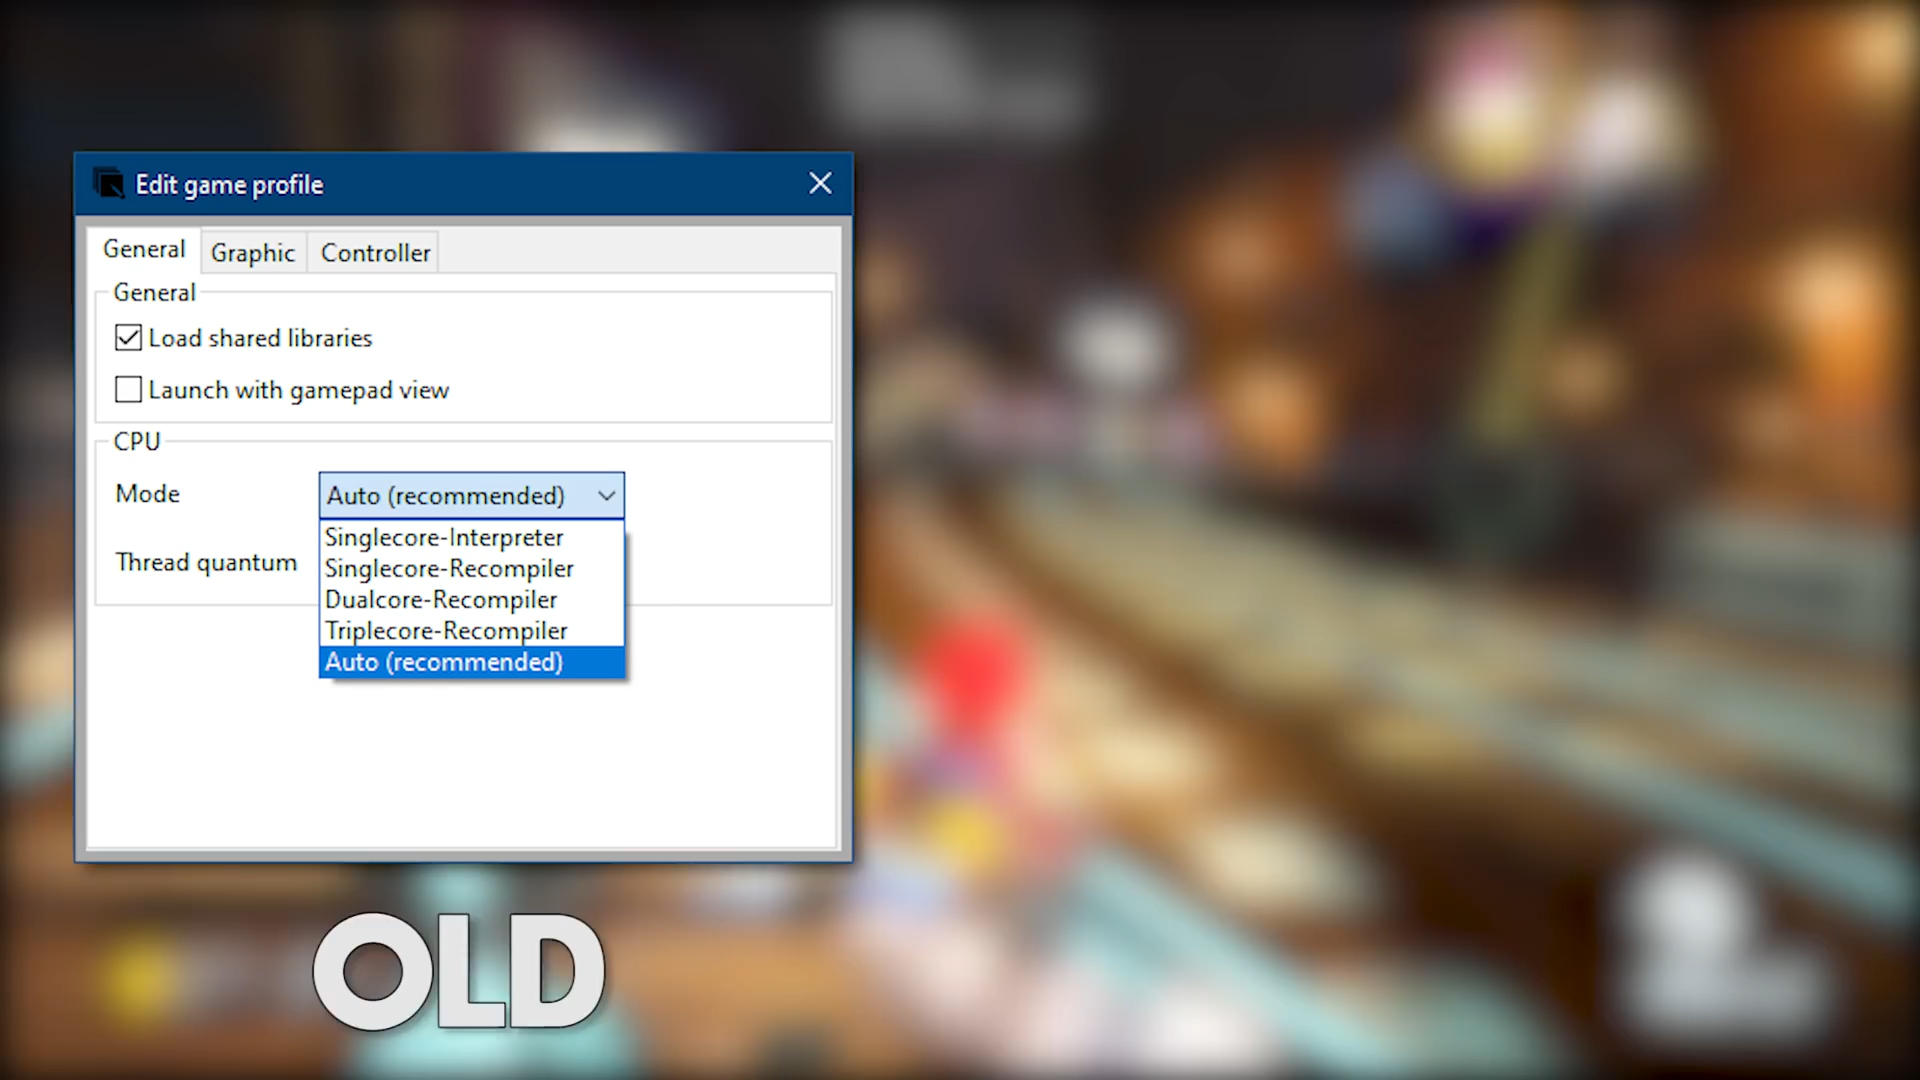 Edit game profile
General Graphic Controller
General
Load shared libraries
Launch with gamepad view
CPU
Mode Auto (recommended)
Singlecore-Interpreter
Singlecore-Recompiler
Thread quantum
Dualcore-Recompiler
Triplecore-Recompiler
Auto (recommended)
OLD